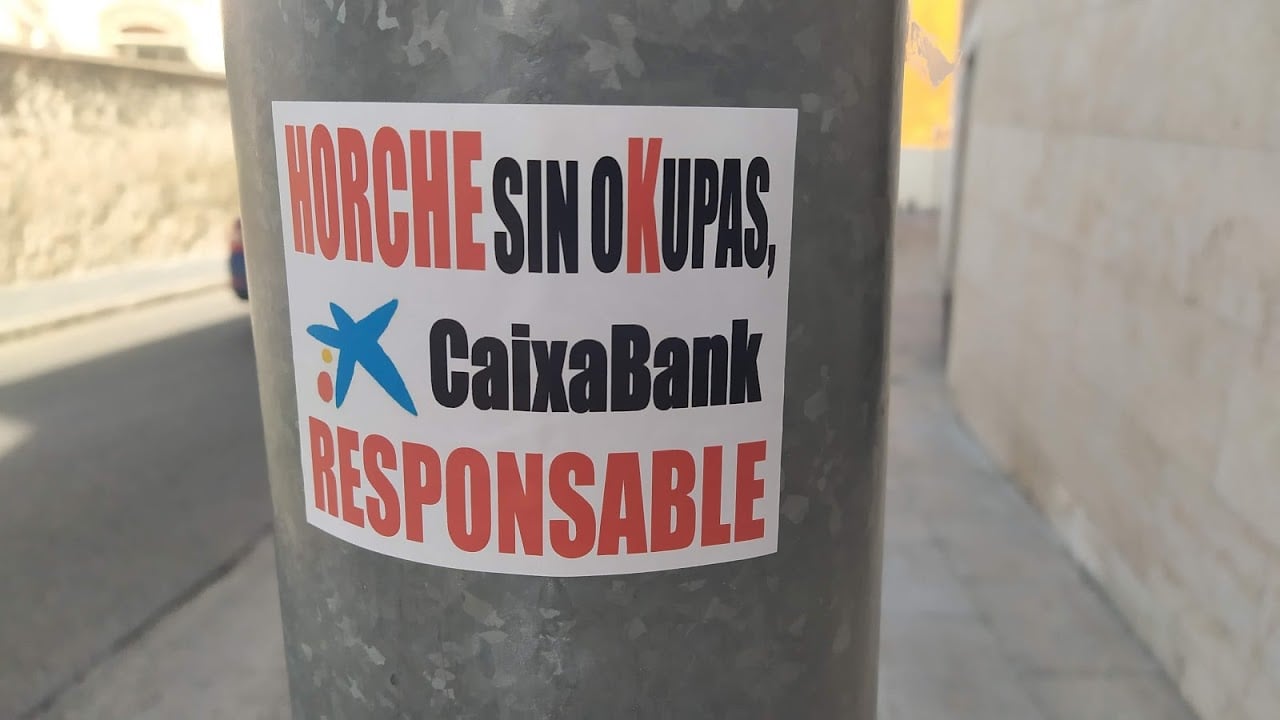 HORCHE SIN OKUPAS,
CaixaBank
RESPONSABLE